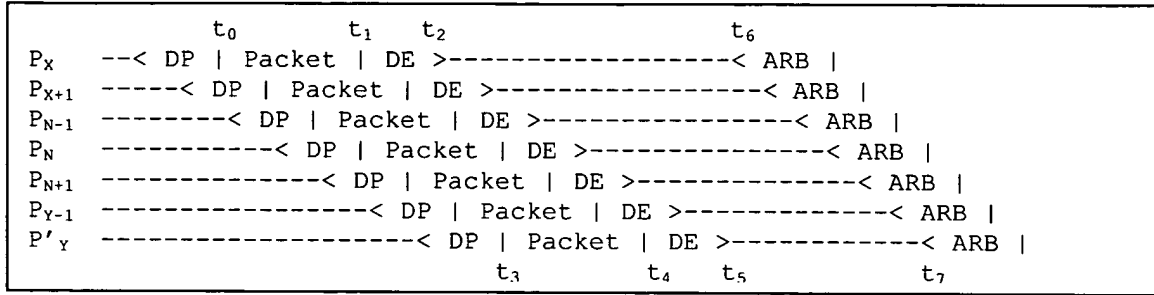 t0 t1 t2 t6
PX --< DP | Packet | DE >------------------< ARB |
PX+1 -----< DP | Packet | DE >-----------------< ARB |
PN-1 --------< DP | Packet | DE >----------------< ARB |
PN -----------< DP | Packet | DE >---------------< ARB |
PN+1 --------------< DP | Packet | DE >--------------< ARB |
PY-1 -----------------< DP | Packet | DE >-------------< ARB |
P'Y --------------------< DP | Packet | DE >------------< ARB |
t3 t4 t5 t7